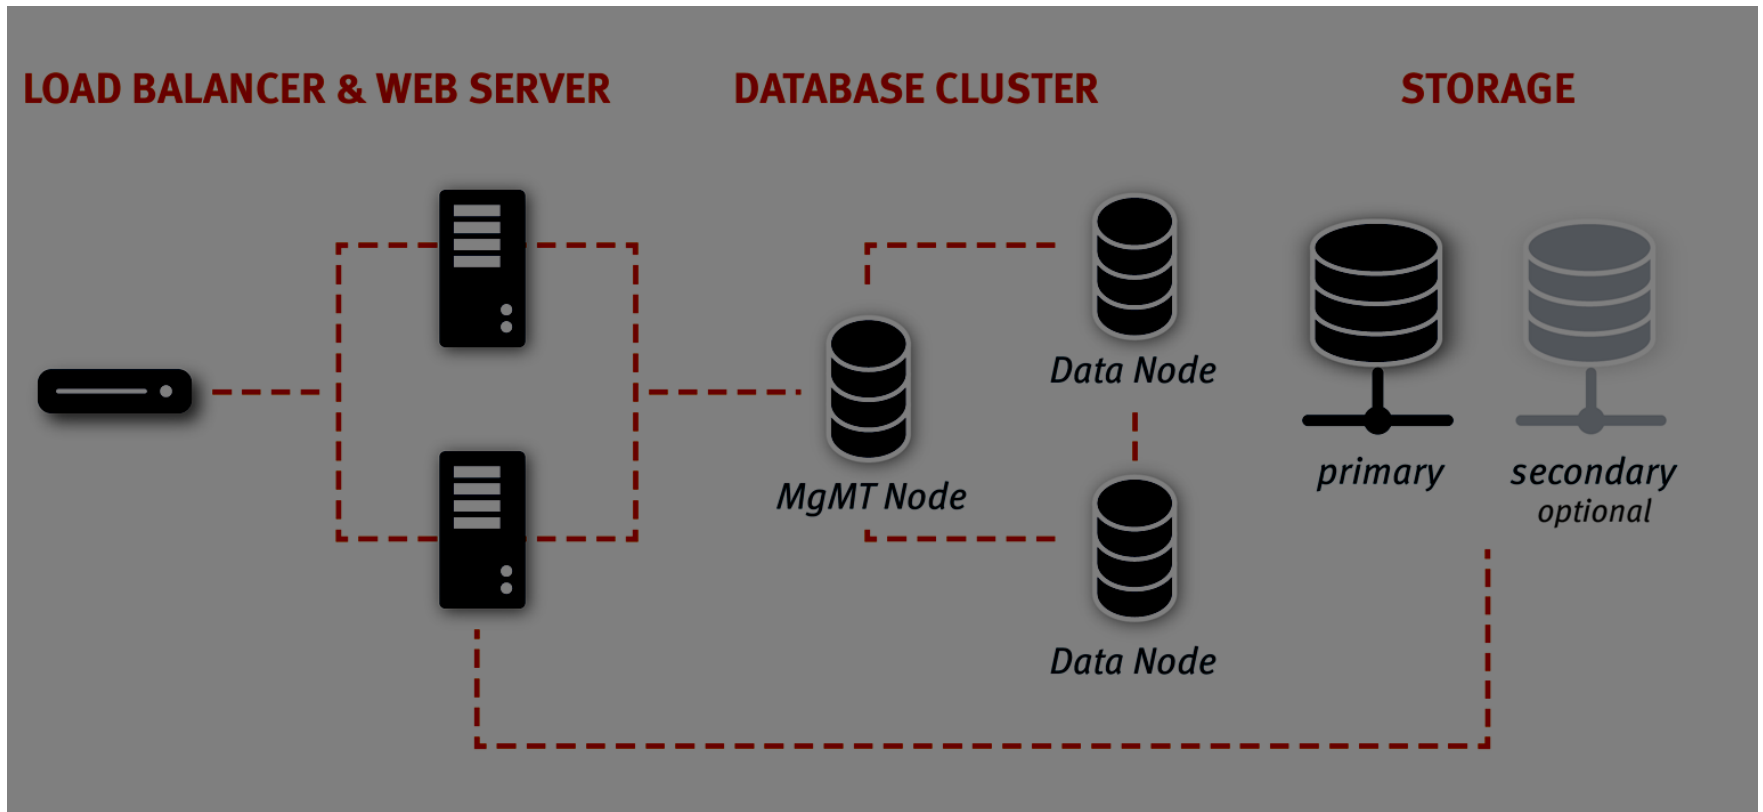 LOAD BALANCER & WEB SERVER
DATABASE CLUSTER
STORAGE
Data Node
MgMT Node
Data Node
primary
secondary
optional